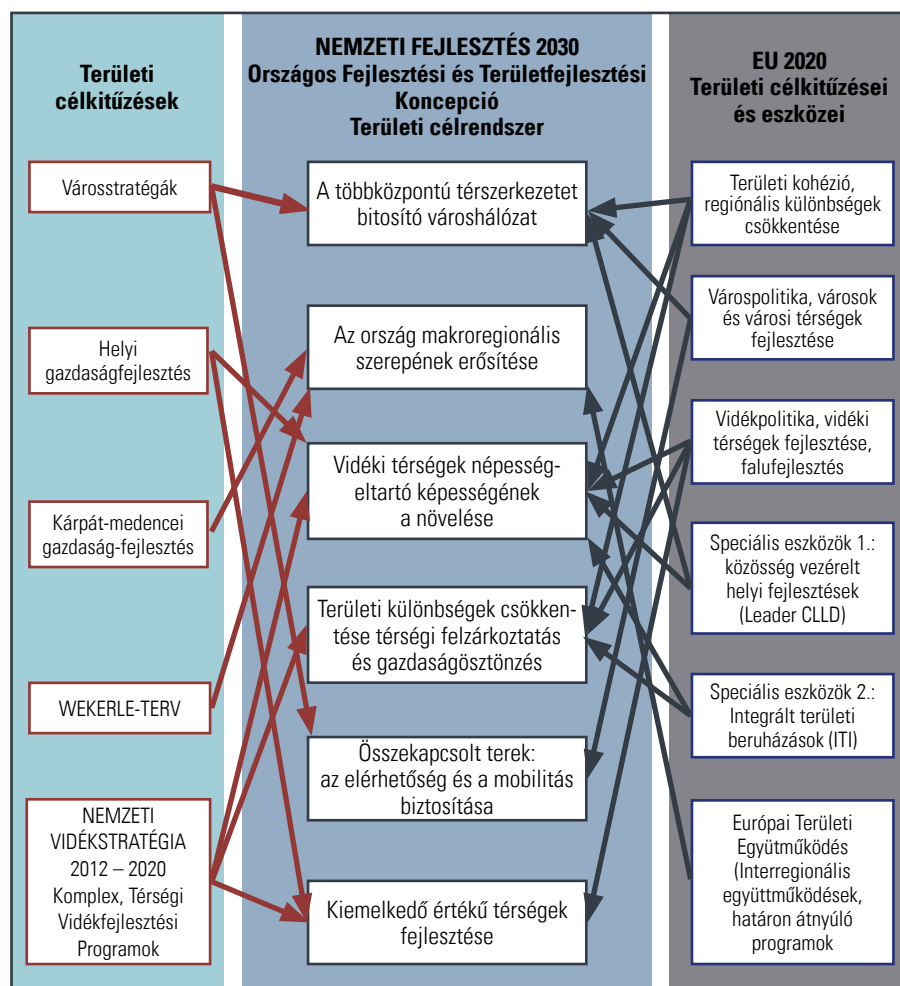 Területi
célkitűzések
Városstratégák
Helyi
gazdaságfejlesztés
Kárpát-medencei
gazdaság-fejlesztés
WEKERLE-TERV
NEMZETI
VIDÉKSTRATÉGIA
2012 – 2020
Komplex, Térségi
Vidékfejlesztési
Programok
NEMZETI FEJLESZTÉS 2030
Országos Fejlesztési és Területfejlesztési
Koncepció
Területi célrendszer
A többközpontú térszerkezetet
bitosító városhálózat
Az ország makroregionális
szerepének erősítése
Vidéki térségek népesség-
eltartó képességének
a növelése
Területi különbségek csökken-
tése térségi felzárkoztatás
és gazdaságösztönzés
Összekapcsolt terek:
az elérhetőség és a mobilitás
biztosítása
Kiemelkedő értékű térségek
fejlesztése
EU 2020
Területi célkitűzései
és eszközei
Területi kohézió,
regionális különbségek
csökkentése
Várospolitika, városok
és városi térségek
fejlesztése
Vidékpolitika, vidéki
térségek fejlesztése,
falufejlesztés
Speciális eszközök 1.:
közösség vezérelt
helyi fejlesztések
(Leader CLLD)
Speciális eszközök 2.:
Integrált területi
beruházások (ITI)
Európai Területi
Együtműködés
(Interregionális
együttműködések,
határon átnyúló
programok